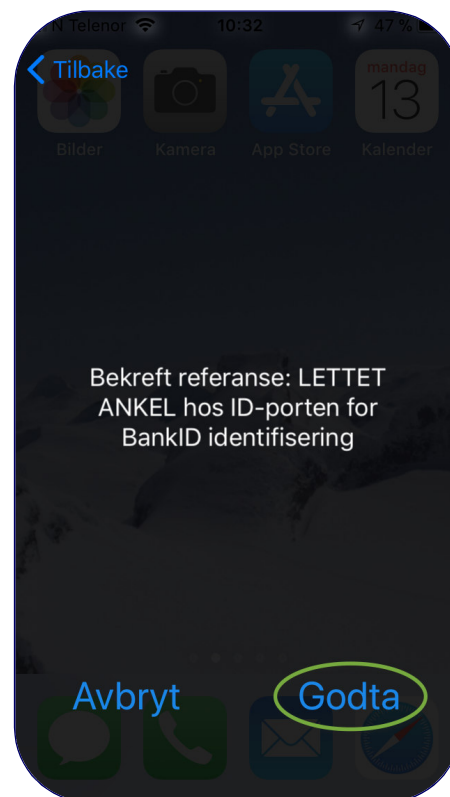 N Telenor 10:32 47 %
Tilbake
mandag
13
Bilder Kamera App Store Kalender
Bekreft referanse: LETTET
ANKEL hos ID-porten for
BankID identifisering
Avbryt Godta